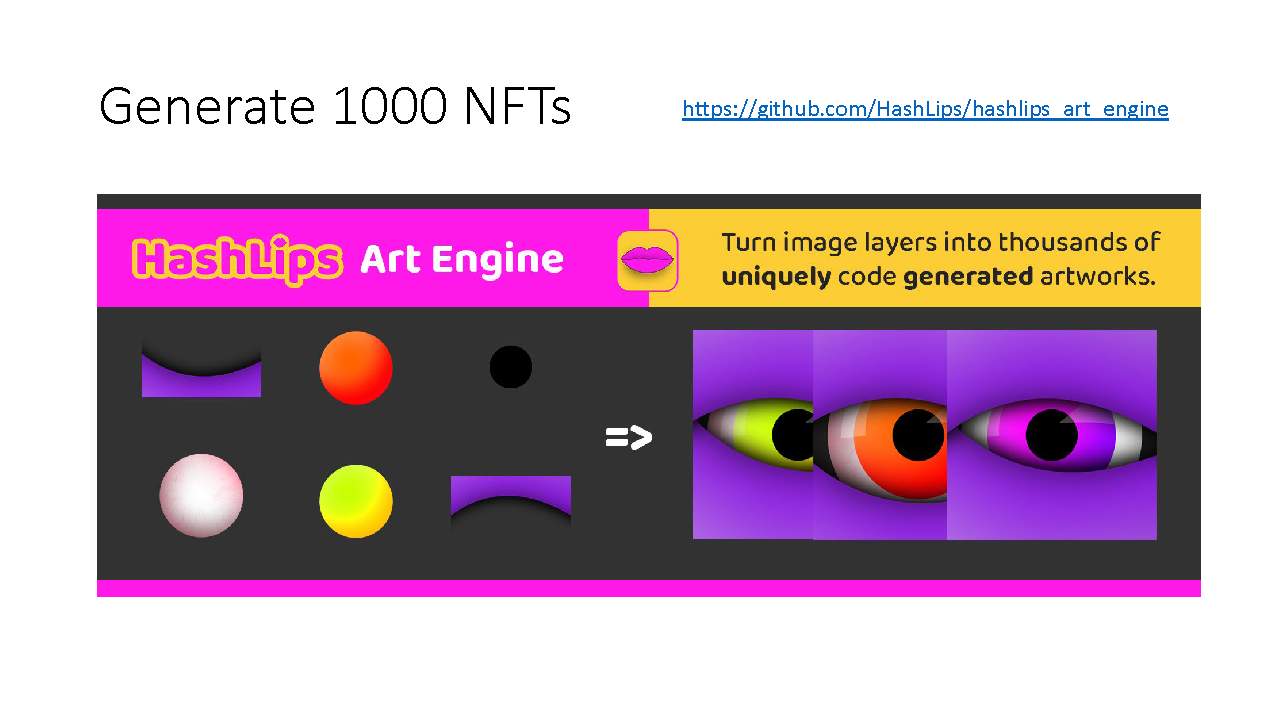 Generate 1000 NFTs
https://github.com/HashLips/hashlips_art_engine
HashLips Art Engine
Turn image layers into thousands of
uniquely code generated artworks.
=>